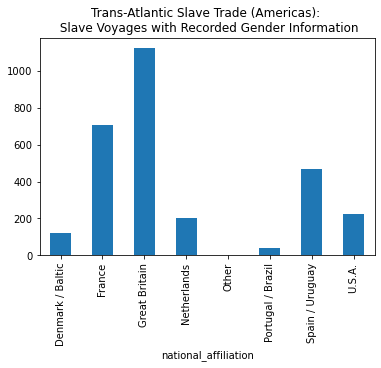 Trans-Atlantic Slave Trade (Americas):
Slave Voyages with Recorded Gender Information
1000
800
600
400
200
0
Denmark / Baltic
France
Great Britain
Netherlands
Other
Portugal / Brazil
Spain / Uruguay
U.S.A.
national_affiliation